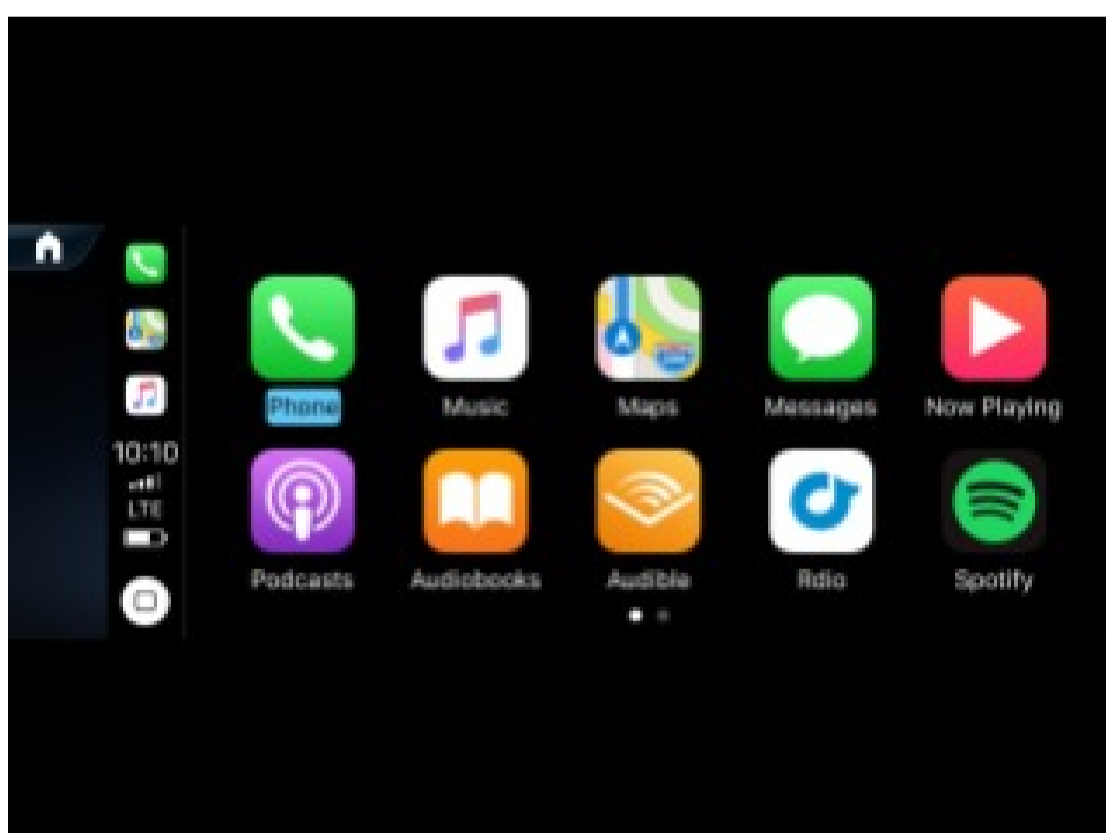 10:10
LTE
Phone
Music
Maps
Messages
Now Playing
Podcasts
Audiobooks
Audible
Rdio
Spotify